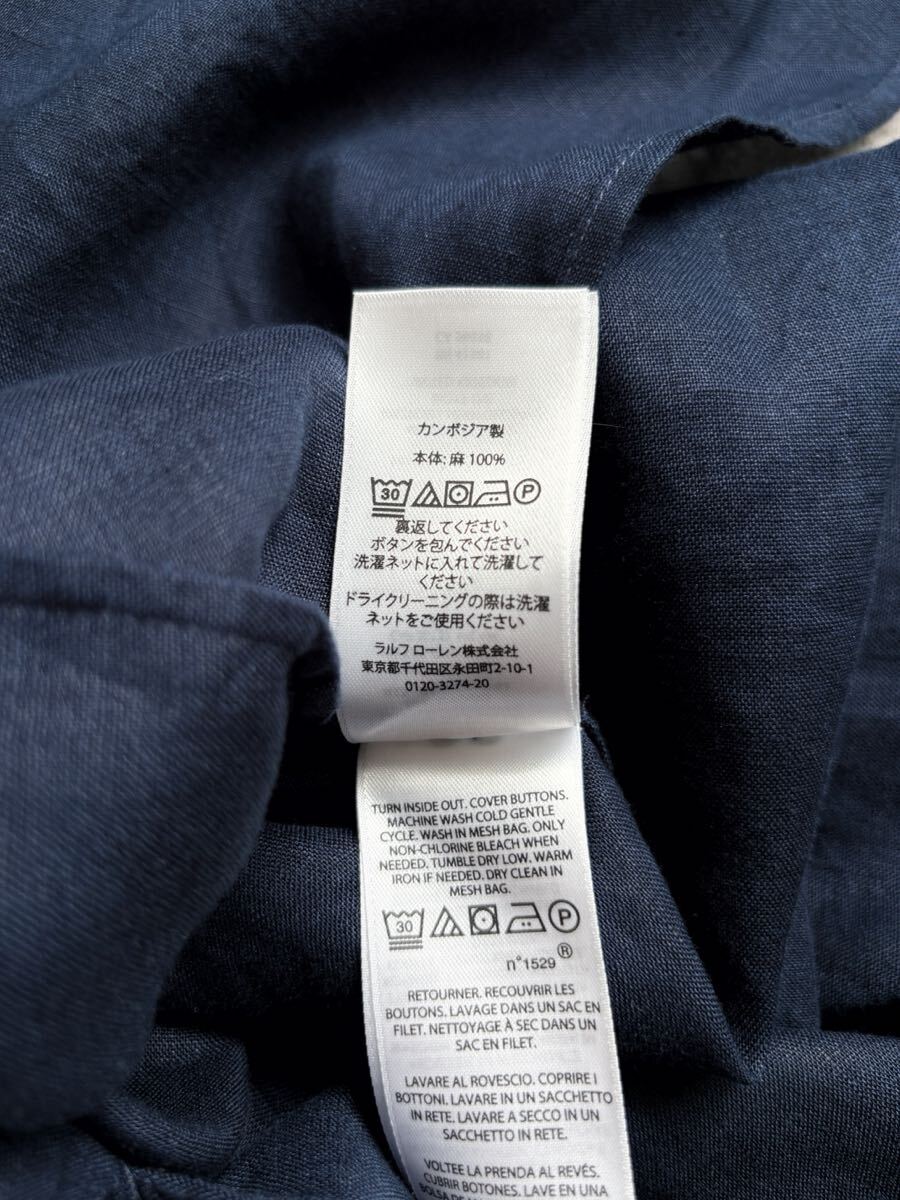 カンボジア製
本体: 麻 100%
30 P
裏返してください
ボタンを包んでください
洗濯ネットに入れて洗濯して
ください
ドライクリーニングの際は洗濯
ネットをご使用ください
ラルフ ローレン株式会社
東京都千代田区永田町2-10-1
0120-3274-20
TURN INSIDE OUT. COVER BUTTONS.
MACHINE WASH COLD GENTLE
CYCLE. WASH IN MESH BAG. ONLY
NON-CHLORINE BLEACH WHEN
NEEDED. TUMBLE DRY LOW. WARM
IRON IF NEEDED. DRY CLEAN IN
MESH BAG.
30 P
n°1529 ®
RETOURNER. RECOUVRIR LES
BOUTONS. LAVAGE DANS UN SAC EN
FILET. NETTOYAGE À SEC DANS UN
SAC EN FILET.
LAVARE AL ROVESCIO. COPRIRE I
BOTTONI. LAVARE IN UN SACCHETTO
IN RETE. LAVARE A SECCO IN UN
SACCHETTO IN RETE.
VOLTEE LA PRENDA AL REVÉS.
CUBRIR BOTONES. LAVE EN UNA
BOLSA DE